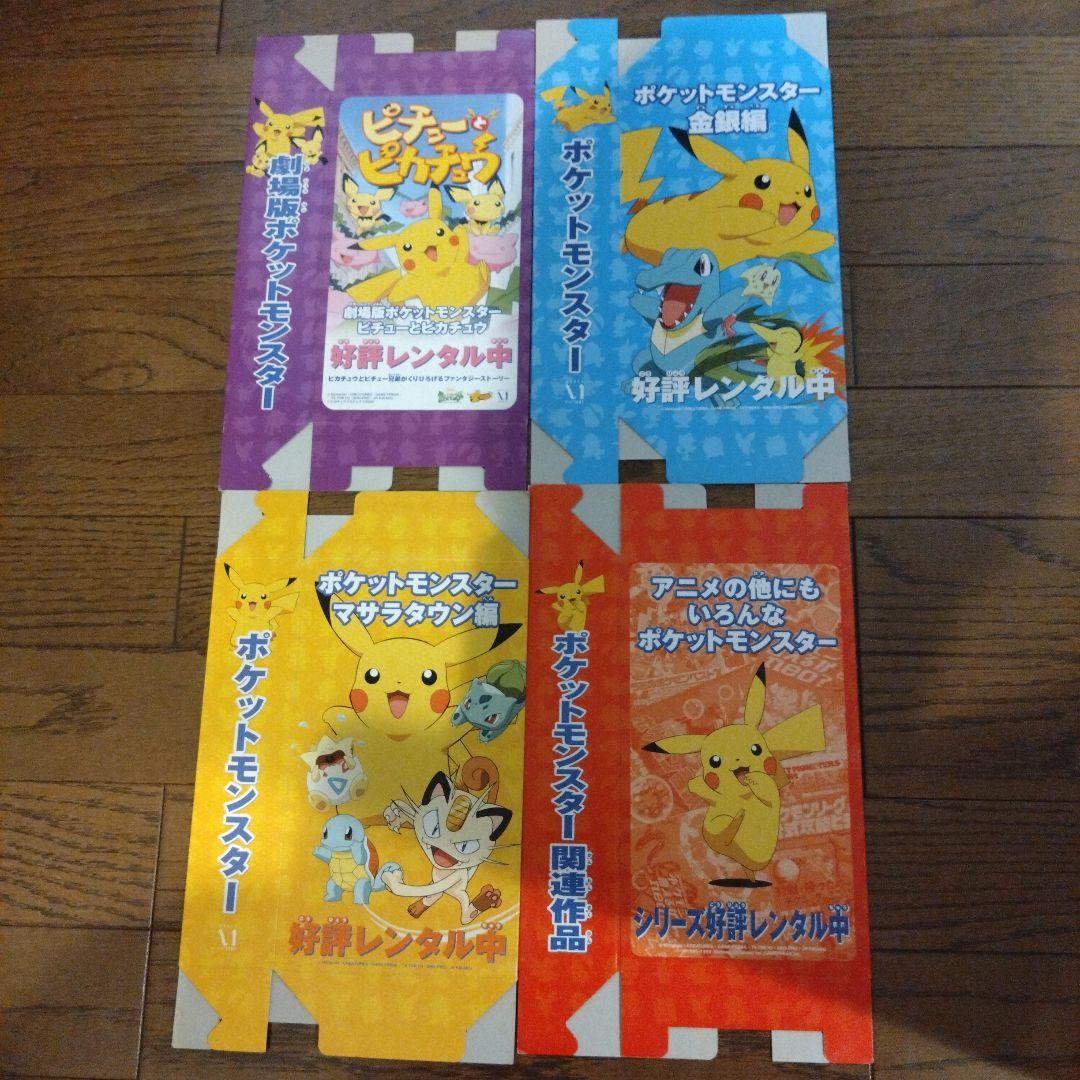 劇場版ポケットモンスター
ピチューと
ピカチュウ
劇場版ポケットモンスター
ピチューとピカチュウ
好評レンタル中
ピカチュウとピチュー兄弟がくりひろげるファンタジーストーリー
ポケットモンスター
ポケットモンスター
金銀編
好評レンタル中
ポケットモンスター
ポケットモンスター
マサラタウン編
好評レンタル中
ポケットモンスター関連作品
アニメの他にも
いろんな
ポケットモンスター
シリーズ好評レンタル中